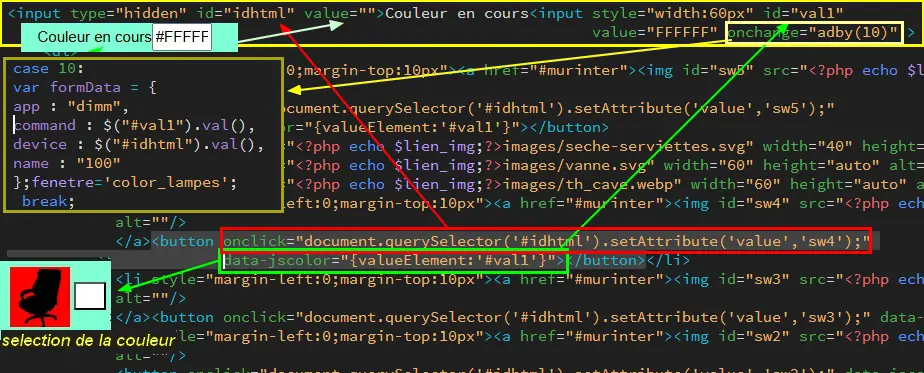 <input type="hidden" id="idhtml" value="">Couleur en cours<input style="width:60px" id="val1"
value="FFFFFF" onchange="adby(10)" >
Couleur en cours #FFFFF
case 10:
var formData = {
app : "dimm",
command : $("#val1").val(),
device : $("#idhtml").val(),
name : "100"
};fenetre='color_lampes';
break;
:0;margin-top:10px"><a href="#murinter"><img id="sw5" src="<?php echo $l
document.querySelector('#idhtml').setAttribute('value','sw5');"
or="{valueElement:'#val1'}"></button>
"<?php echo $lien_img;?>images/seche-serviettes.svg" width="40" height=
"<?php echo $lien_img;?>images/vanne.svg" width="60" height="auto" alt=
"<?php echo $lien_img;?>images/th_cave.webp" width="60" height="auto" a
left:0;margin-top:10px"><a href="#murinter"><img id="sw4" src="<?php ec
alt=""/>
</a><button onclick="document.querySelector('#idhtml').setAttribute('value','sw4');"
data-jscolor="{valueElement:'#val1'}"></button></li>
<li style="margin-left:0;margin-top:10px"><a href="#murinter"><img id="sw3" src="<?php ec
alt=""/>
</a><button onclick="document.querySelector('#idhtml').setAttribute('value','sw3');" data-
style="margin-left:0;margin-top:10px"><a href="#murinter"><img id="sw2" src="<?php ec
selection de la couleur
alt=""/>